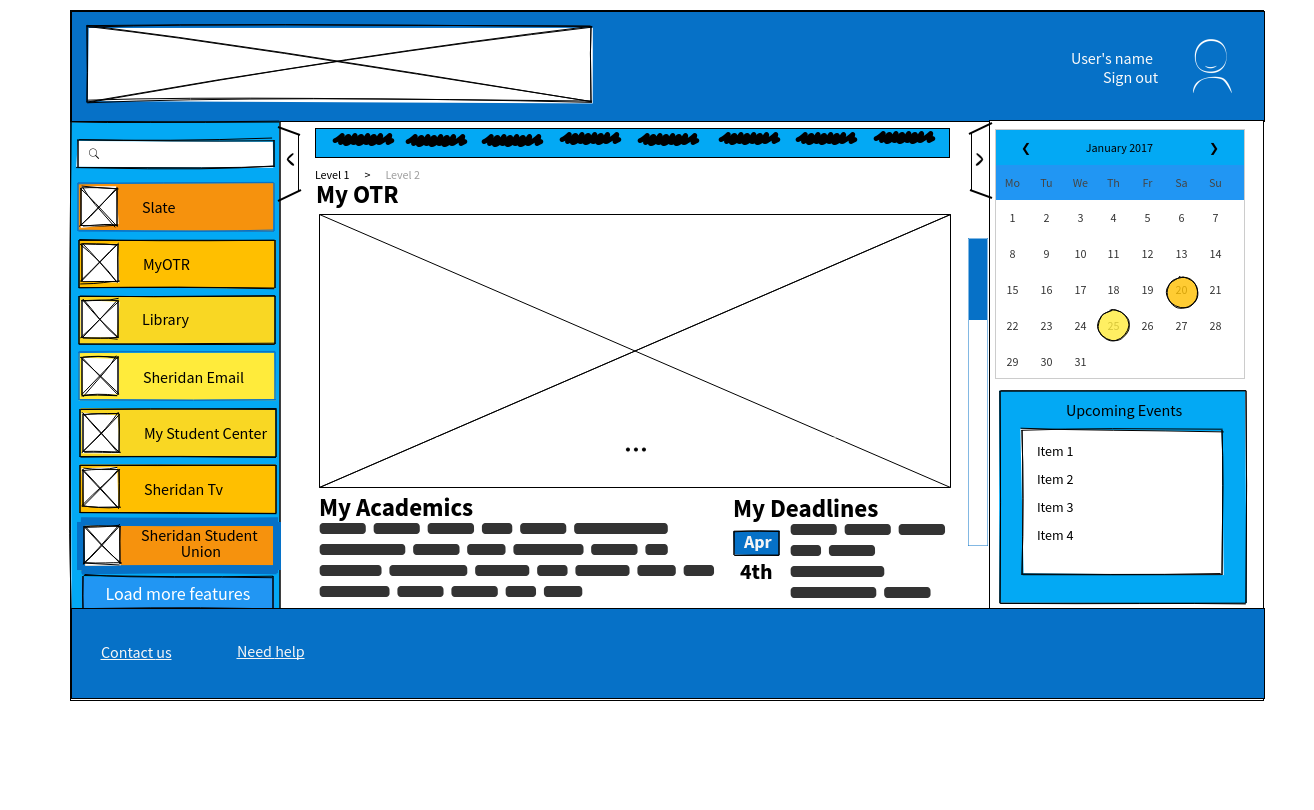 User's name
Sign out
Slate
MyOTR
Library
Sheridan Email
My Student Center
Sheridan Tv
Sheridan Student
Union
Load more features
Level 1 > Level 2
My OTR
...
My Academics
My Deadlines
Apr
4th
❮ January 2017 ❯
Mo Tu We Th Fr Sa Su
1 2 3 4 5 6 7
8 9 10 11 12 13 14
15 16 17 18 19 20 21
22 23 24 25 26 27 28
29 30 31
Upcoming Events
Item 1
Item 2
Item 3
Item 4
Contact us
Need help